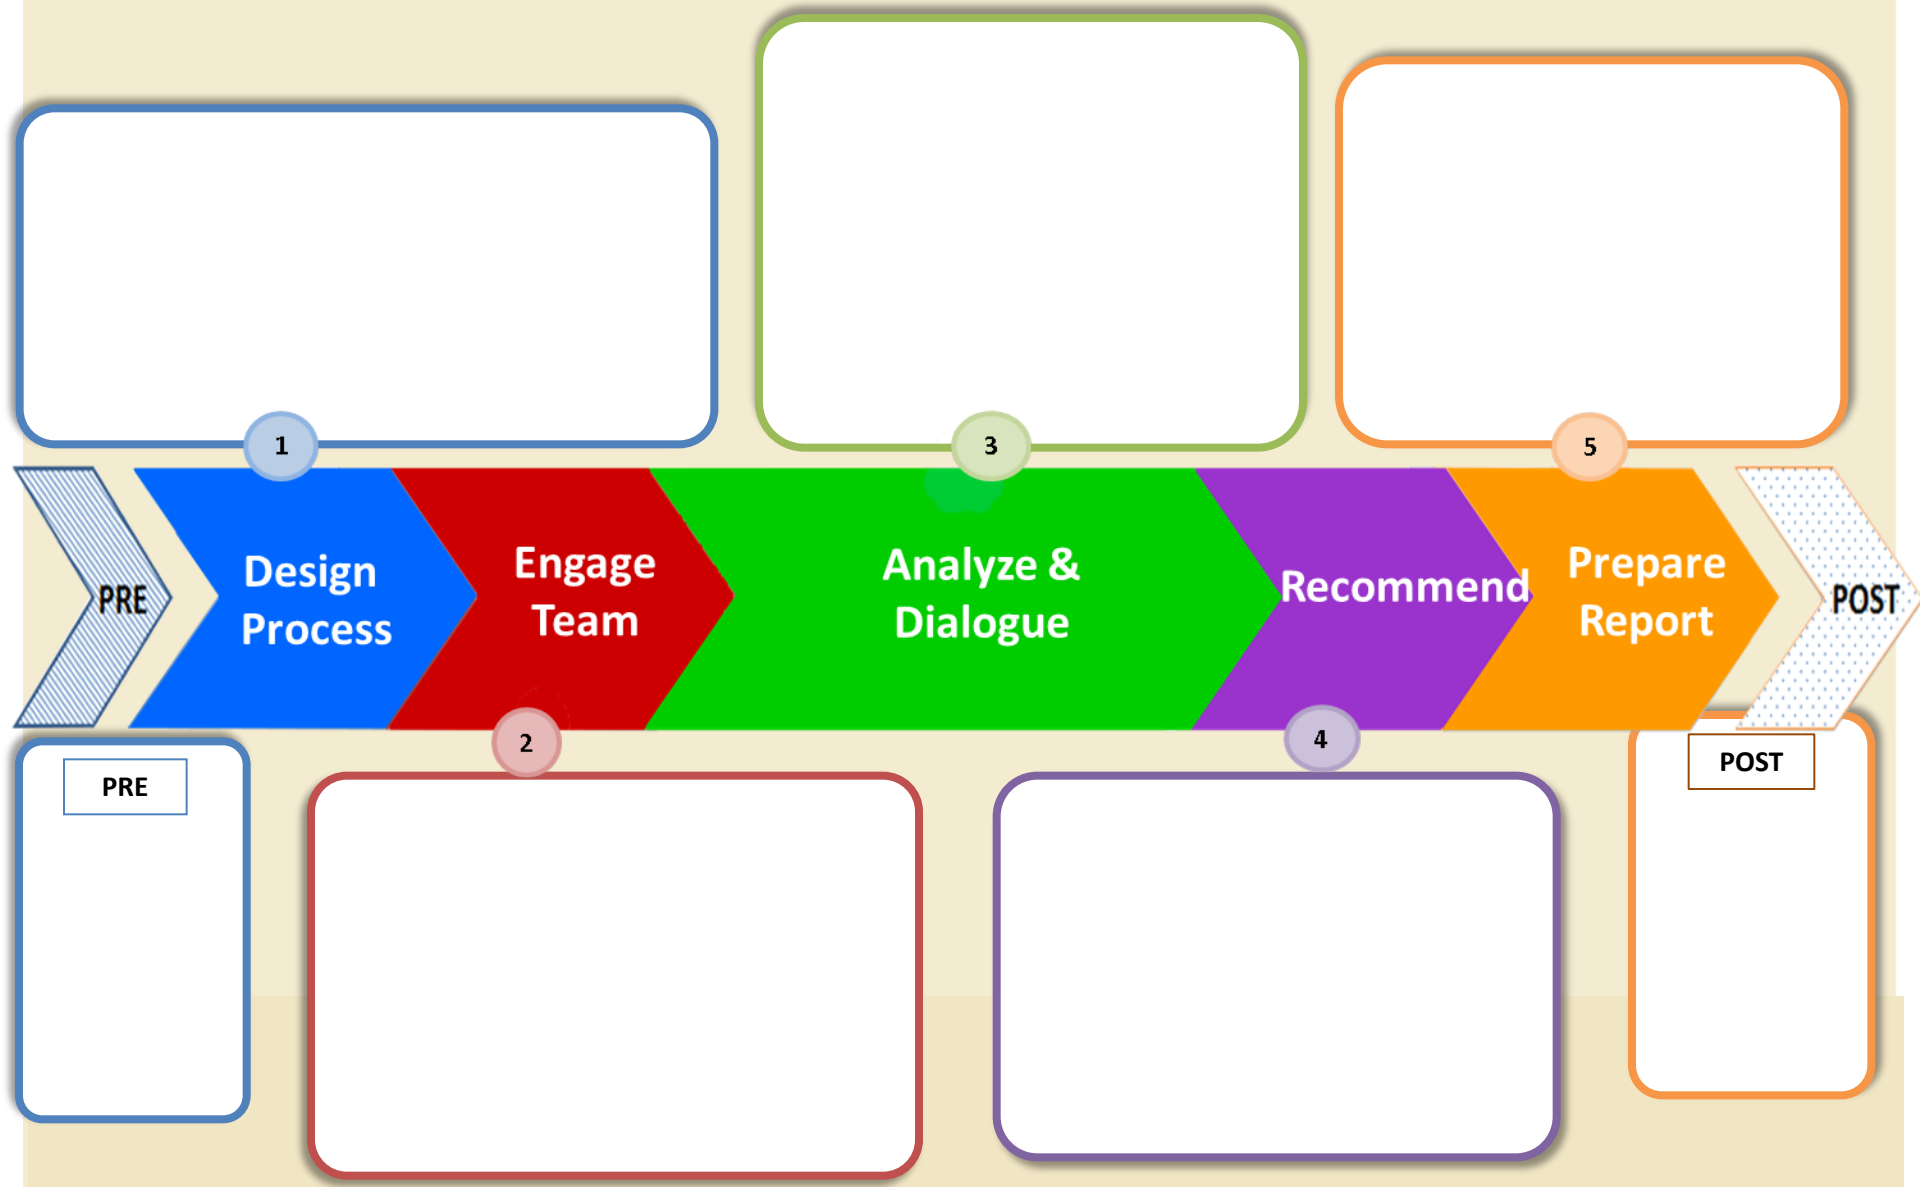 1
3
5
PRE
Design
Process
Engage
Team
Analyze &
Dialogue
Recommend
Prepare
Report
POST
2
4
PRE
POST